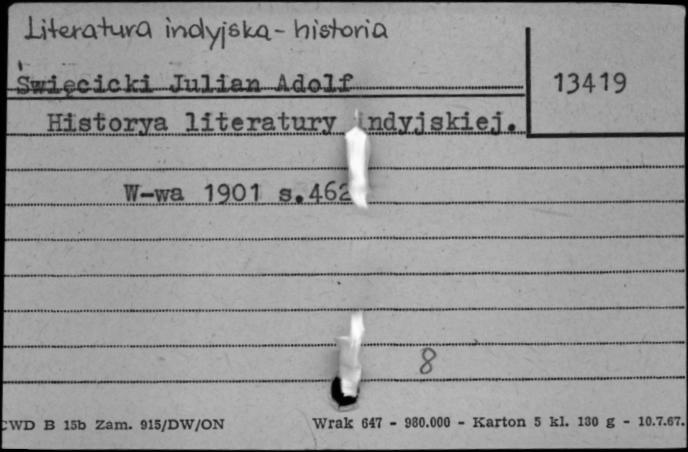 Literatura indyjska - historia
Święcicki Julian Adolf
13419
Historya literatury indyjskiej.
W-wa 1901 s.462
8
CWD B 15b Zam. 915/DW/ON
Wrak 647 - 980.000 - Karton 5 kl. 130 g - 10.7.67.